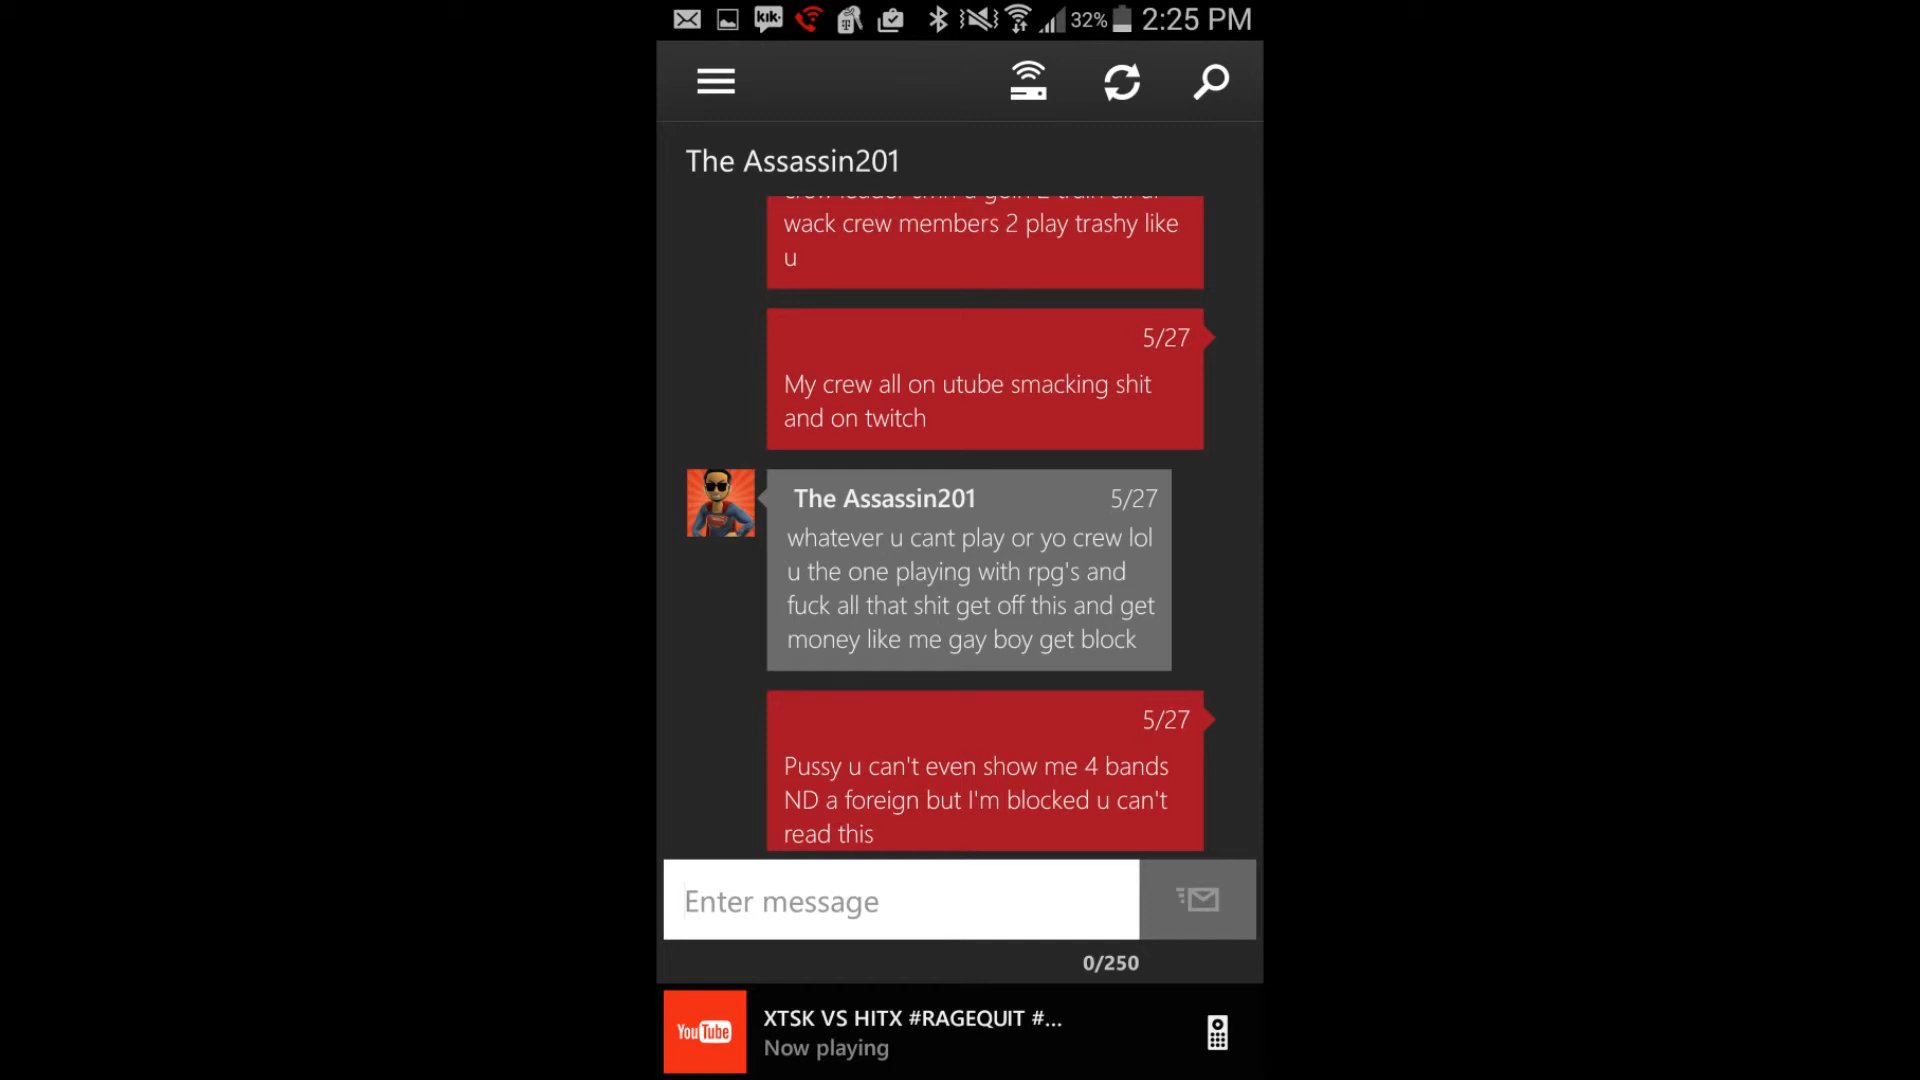 kik
32% 2:25 PM
The Assassin201
wack crew members 2 play trashy like
u
5/27
My crew all on utube smacking shit
and on twitch
The Assassin201 5/27
whatever u cant play or yo crew lol
u the one playing with rpg's and
fuck all that shit get off this and get
money like me gay boy get block
5/27
Pussy u can't even show me 4 bands
ND a foreign but I'm blocked u can't
read this
Enter message
0/250
YouTube
XTSK VS HITX #RAGEQUIT #...
Now playing